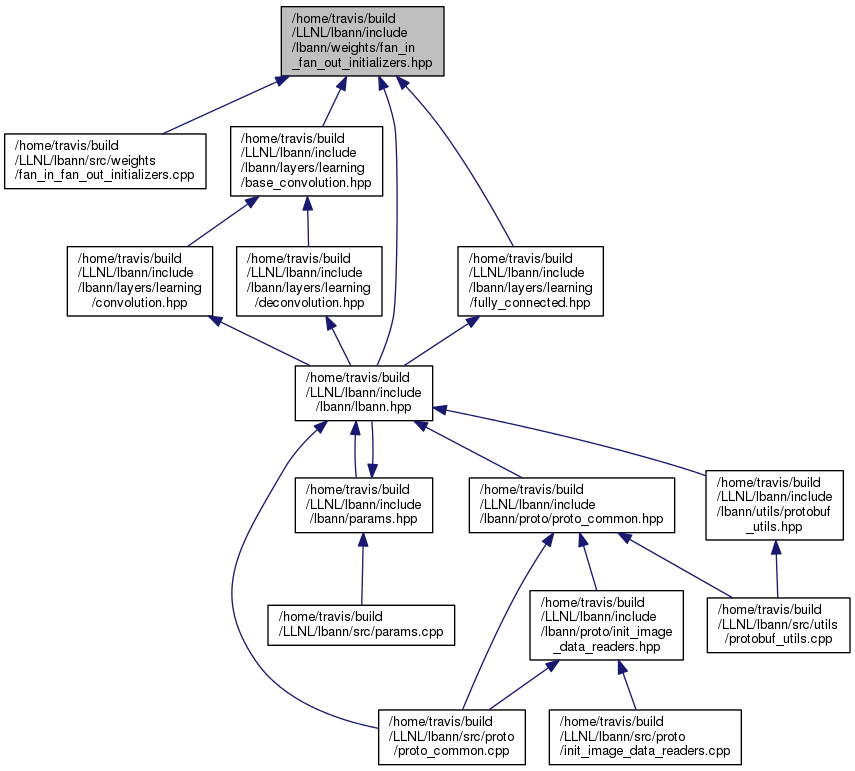 /home/travis/build
/LLNL/lbann/include
/lbann/weights/fan_in
_fan_out_initializers.hpp
/home/travis/build
/LLNL/lbann/src/weights
/fan_in_fan_out_initializers.cpp
/home/travis/build
/LLNL/lbann/include
/lbann/layers/learning
/base_convolution.hpp
/home/travis/build
/LLNL/lbann/include
/lbann/layers/learning
/convolution.hpp
/home/travis/build
/LLNL/lbann/include
/lbann/layers/learning
/deconvolution.hpp
/home/travis/build
/LLNL/lbann/include
/lbann/layers/learning
/fully_connected.hpp
/home/travis/build
/LLNL/lbann/include
/lbann/lbann.hpp
/home/travis/build
/LLNL/lbann/include
/lbann/params.hpp
/home/travis/build
/LLNL/lbann/include
/lbann/proto/proto_common.hpp
/home/travis/build
/LLNL/lbann/include
/lbann/utils/protobuf
_utils.hpp
/home/travis/build
/LLNL/lbann/src/params.cpp
/home/travis/build
/LLNL/lbann/include
/lbann/proto/init_image
_data_readers.hpp
/home/travis/build
/LLNL/lbann/src/utils
/protobuf_utils.cpp
/home/travis/build
/LLNL/lbann/src/proto
/proto_common.cpp
/home/travis/build
/LLNL/lbann/src/proto
/init_image_data_readers.cpp